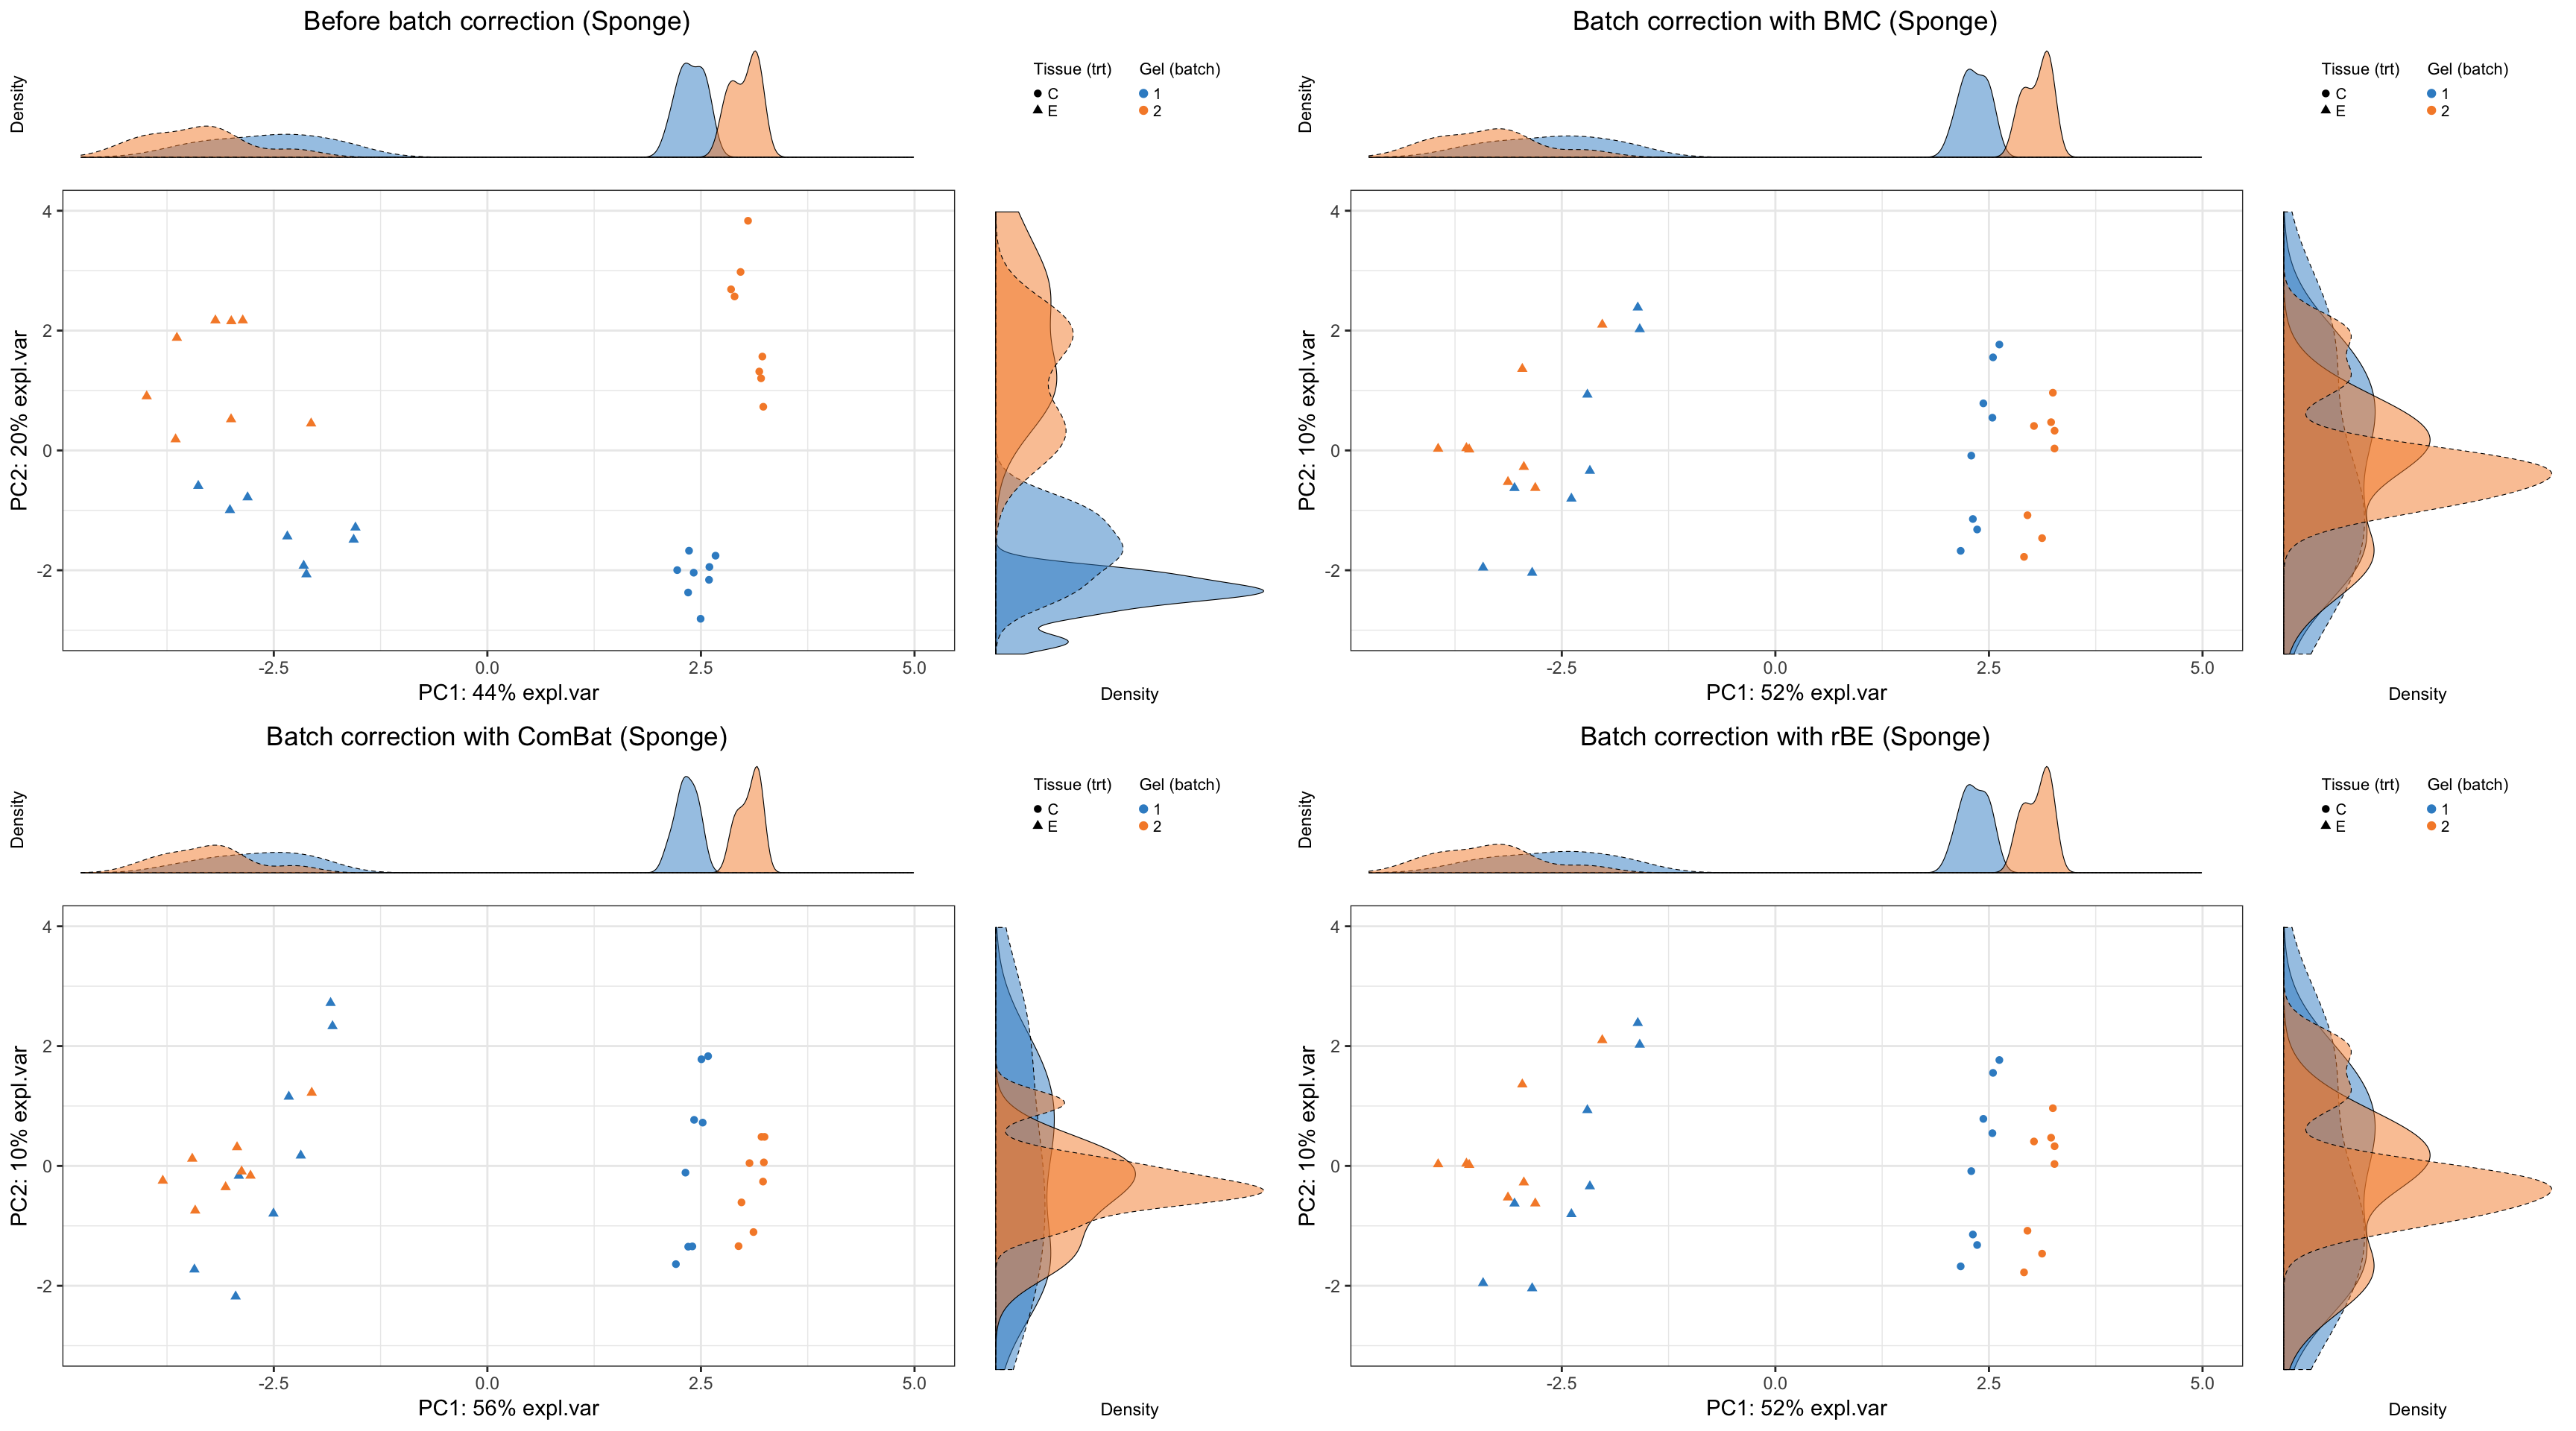 Before batch correction (Sponge)
Density
Tissue (trt) Gel (batch)
C 1
E 2
4
2
0
-2
PC2: 20% expl.var
-2.5 0.0 2.5 5.0
PC1: 44% expl.var
Density
Batch correction with BMC (Sponge)
Density
Tissue (trt) Gel (batch)
C 1
E 2
4
2
0
-2
PC2: 10% expl.var
-2.5 0.0 2.5 5.0
PC1: 52% expl.var
Density
Batch correction with ComBat (Sponge)
Density
Tissue (trt) Gel (batch)
C 1
E 2
4
2
0
-2
PC2: 10% expl.var
-2.5 0.0 2.5 5.0
PC1: 56% expl.var
Density
Batch correction with rBE (Sponge)
Density
Tissue (trt) Gel (batch)
C 1
E 2
4
2
0
-2
PC2: 10% expl.var
-2.5 0.0 2.5 5.0
PC1: 52% expl.var
Density